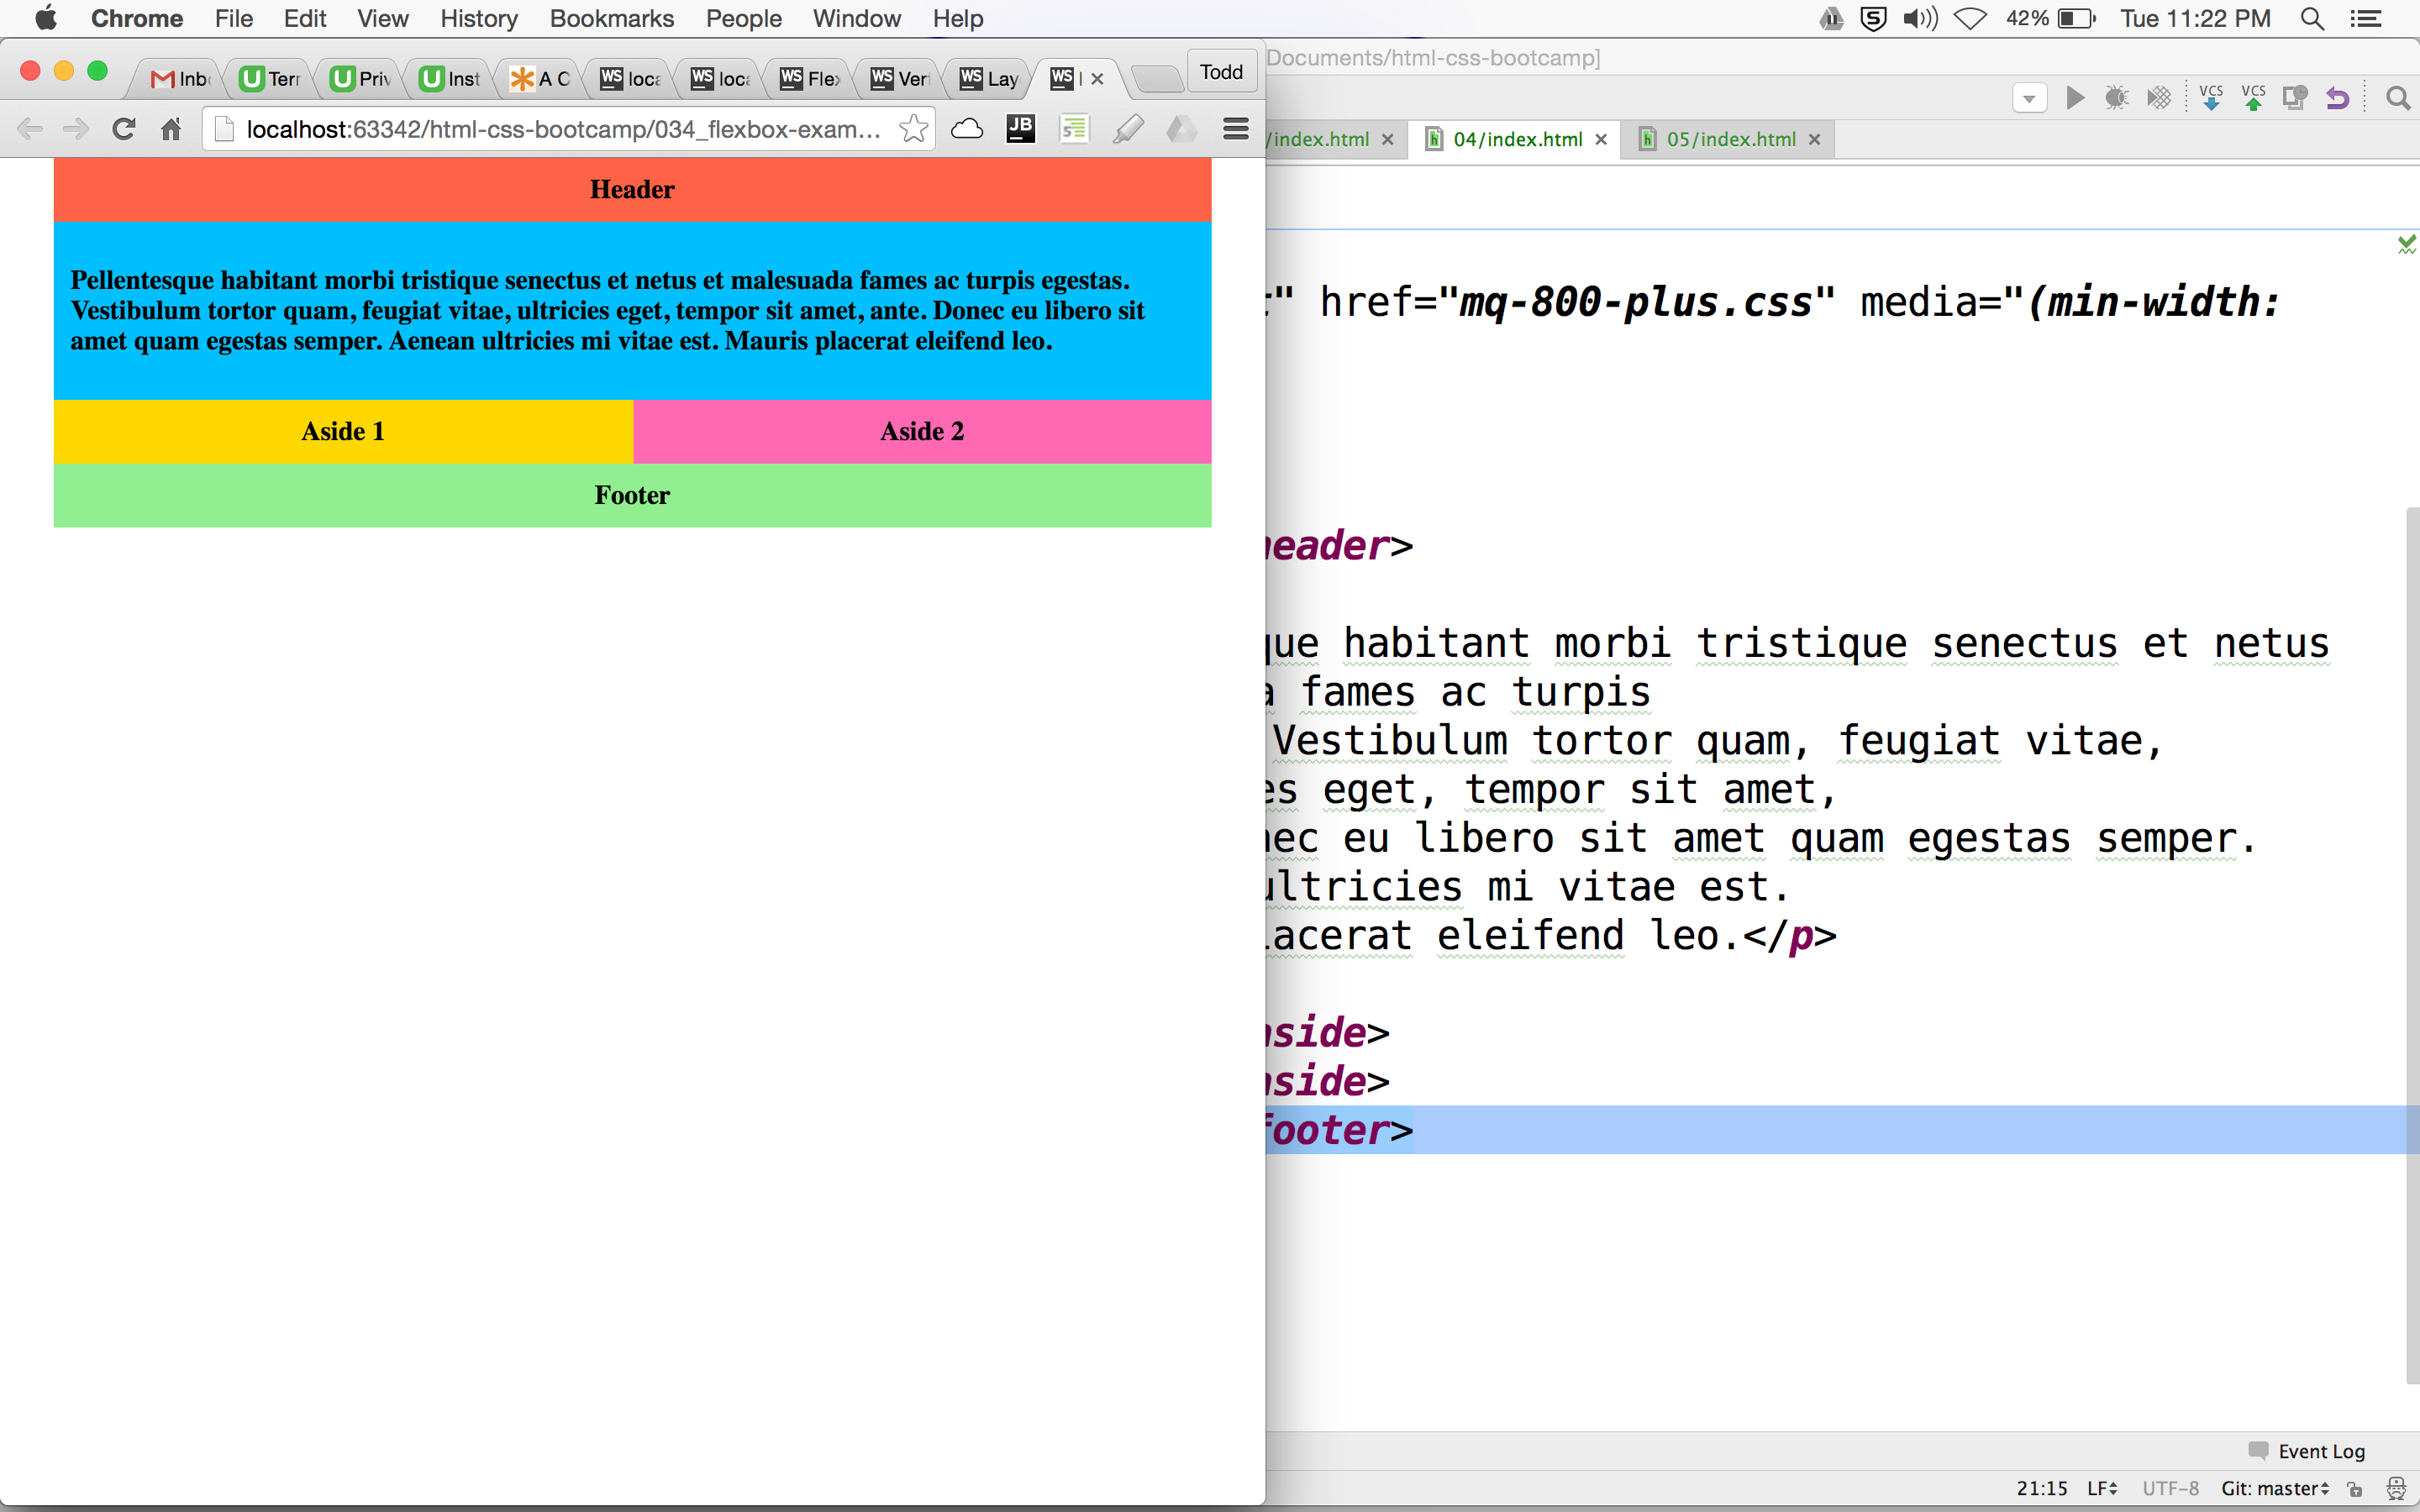 Chrome File Edit View History Bookmarks People Window Help 42% Tue 11:22 PM
Documents/html-css-bootcamp]
Inb Terr Priv Inst A C loca loca Flex Ver Lay Todd
localhost:63342/html-css-bootcamp/034_flexbox-exam...
/index.html 04/index.html 05/index.html
VCS VCS
Header
Pellentesque habitant morbi tristique senectus et netus et malesuada fames ac turpis egestas.
Vestibulum tortor quam, feugiat vitae, ultricies eget, tempor sit amet, ante. Donec eu libero sit
amet quam egestas semper. Aenean ultricies mi vitae est. Mauris placerat eleifend leo.
Aside 1
Aside 2
Footer
" href="mq-800-plus.css" media="(min-width:
eader>
que habitant morbi tristique senectus et netus
a fames ac turpis
Vestibulum tortor quam, feugiat vitae,
es eget, tempor sit amet,
nec eu libero sit amet quam egestas semper.
ultricies mi vitae est.
lacerat eleifend leo.</p>
aside>
aside>
footer>
Event Log
21:15 LF UTF-8 Git: master